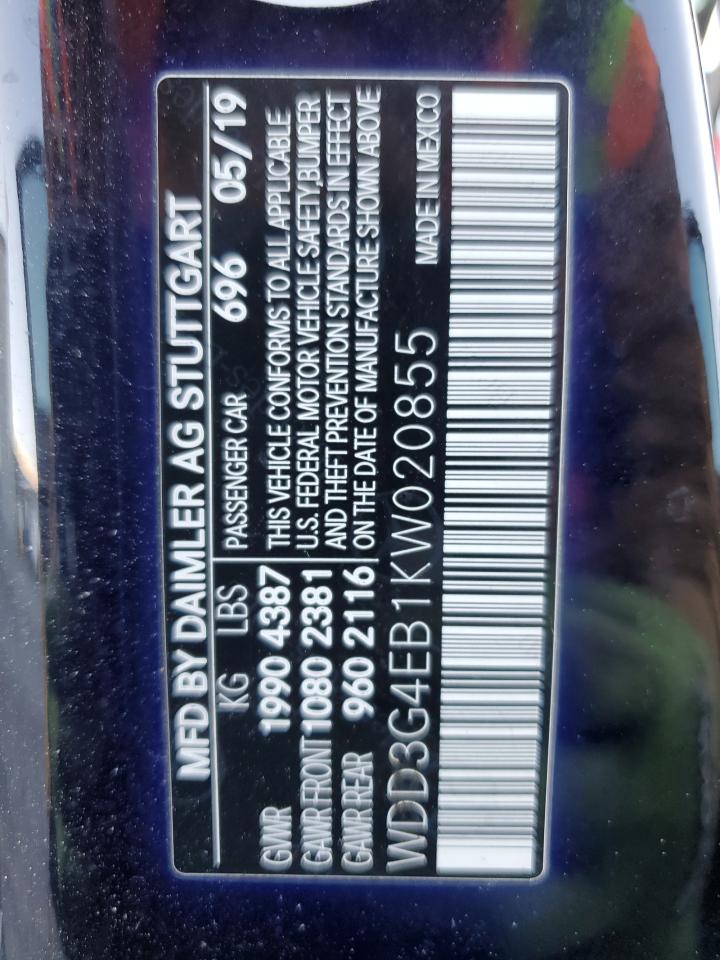 MFD BY DAIMLER AG STUTTGART
KG LBS PASSENGER CAR 696 05/19
GVWR 1990 4387 THIS VEHICLE CONFORMS TO ALL APPLICABLE
GAWR FRONT 1080 2381 U.S. FEDERAL MOTOR VEHICLE SAFETY, BUMPER
GAWR REAR 960 2116 AND THEFT PREVENTION STANDARDS IN EFFECT
ON THE DATE OF MANUFACTURE SHOWN ABOVE
WDD3G4EB1KW020855 MADE IN MEXICO